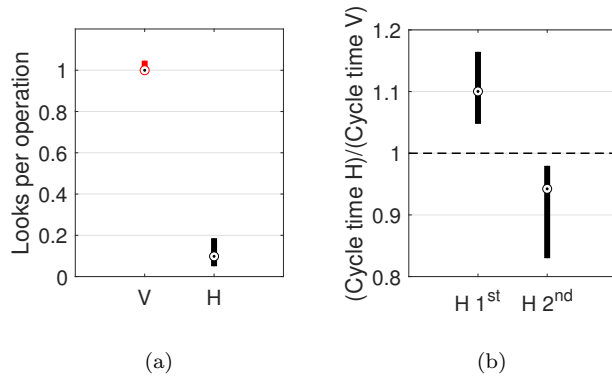 Looks per operation
1
0.8
0.6
0.4
0.2
0
V H
(a)
(Cycle time H)/(Cycle time V)
1.2
1.1
1
0.9
0.8
H 1st H 2nd
(b)